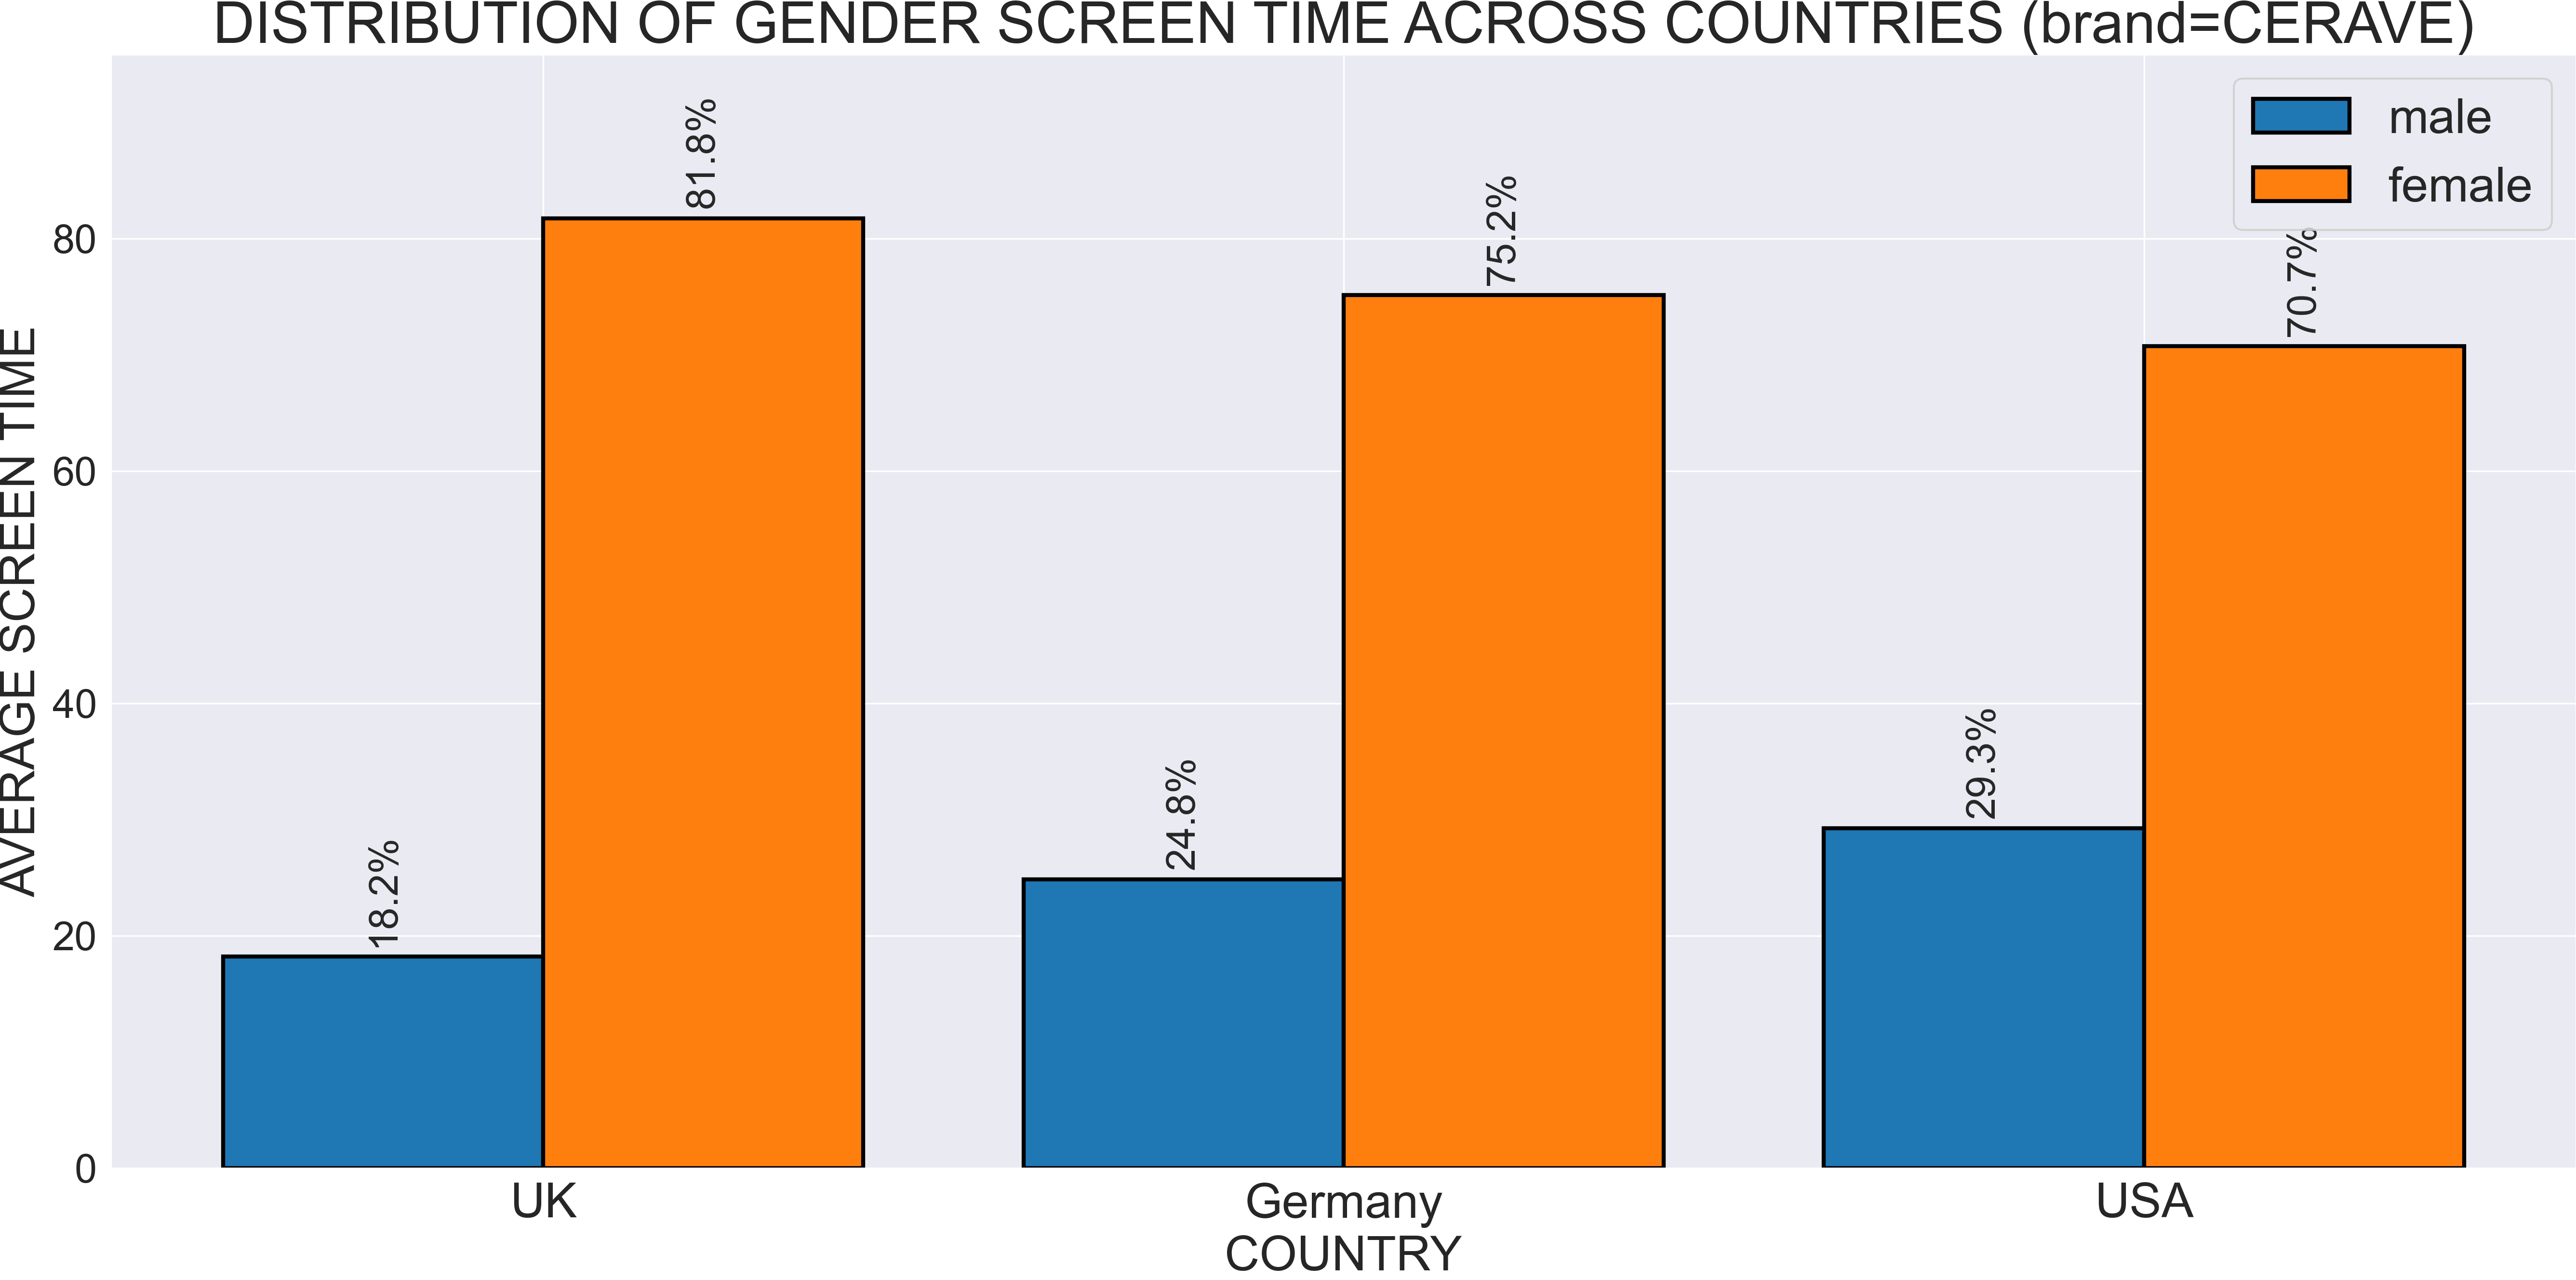 DISTRIBUTION OF GENDER SCREEN TIME ACROSS COUNTRIES (brand=CERAVE)
male
female
AVERAGE SCREEN TIME
80
60
40
20
0
18.2%
81.8%
24.8%
75.2%
29.3%
70.7%
UK
Germany
USA
COUNTRY